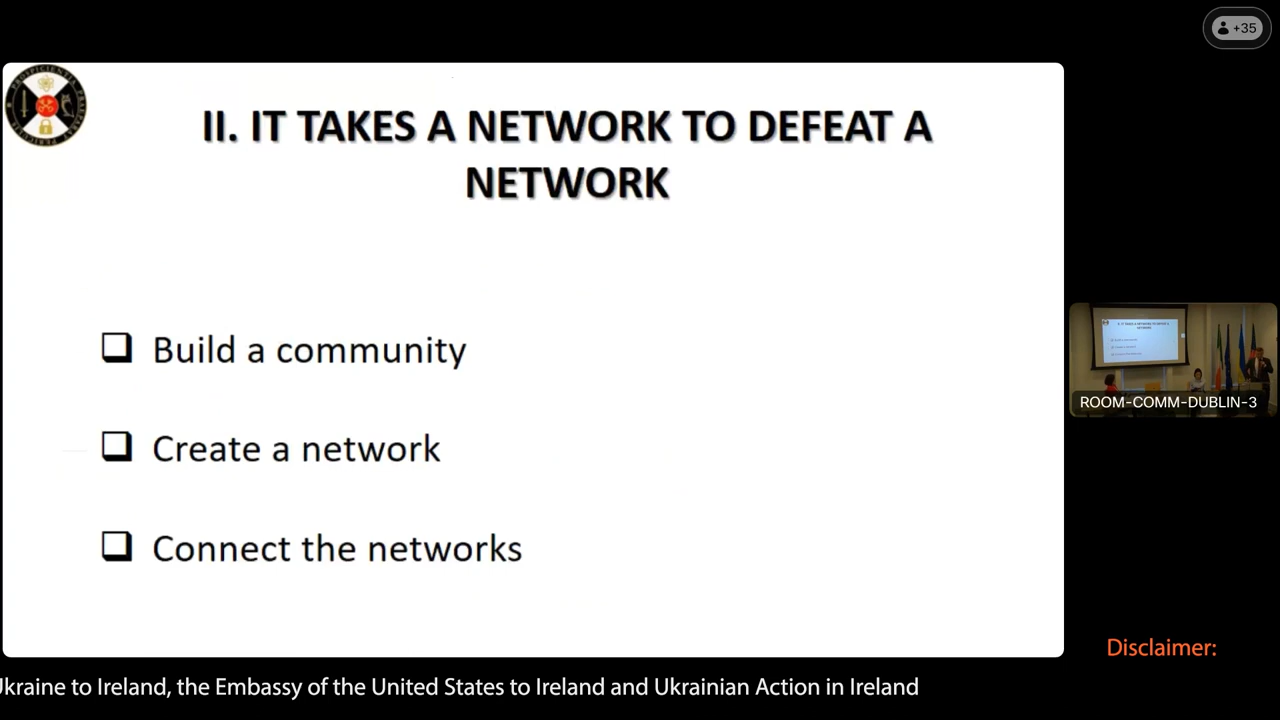 +35
II. IT TAKES A NETWORK TO DEFEAT A
NETWORK
Build a community
Create a network
Connect the networks
ROOM-COMM-DUBLIN-3
Disclaimer:
Ukraine to Ireland, the Embassy of the United States to Ireland and Ukrainian Action in Ireland